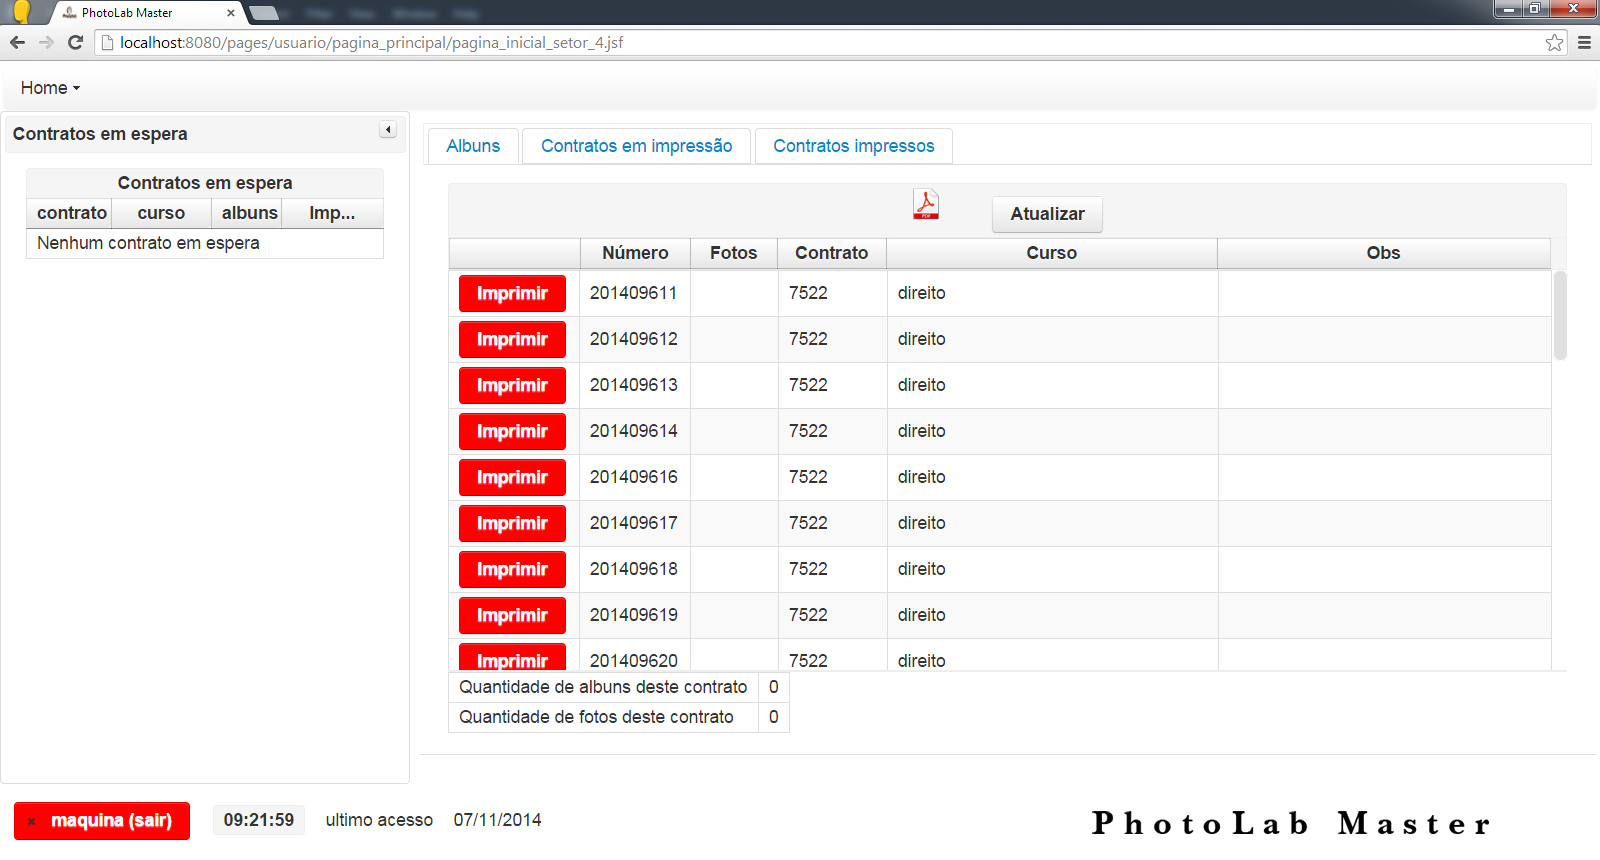 PhotoLab Master
localhost:8080/pages/usuario/pagina_principal/pagina_inicial_setor_4.jsf
Home
Contratos em espera
Contratos em espera
contrato curso albuns Imp...
Nenhum contrato em espera
Albuns Contratos em impressão Contratos impressos
PDF Atualizar
Número Fotos Contrato Curso Obs
Imprimir 201409611 7522 direito
Imprimir 201409612 7522 direito
Imprimir 201409613 7522 direito
Imprimir 201409614 7522 direito
Imprimir 201409616 7522 direito
Imprimir 201409617 7522 direito
Imprimir 201409618 7522 direito
Imprimir 201409619 7522 direito
Imprimir 201409620 7522 direito
Quantidade de albuns deste contrato 0
Quantidade de fotos deste contrato 0
maquina (sair) 09:21:59 ultimo acesso 07/11/2014
PhotoLab Master